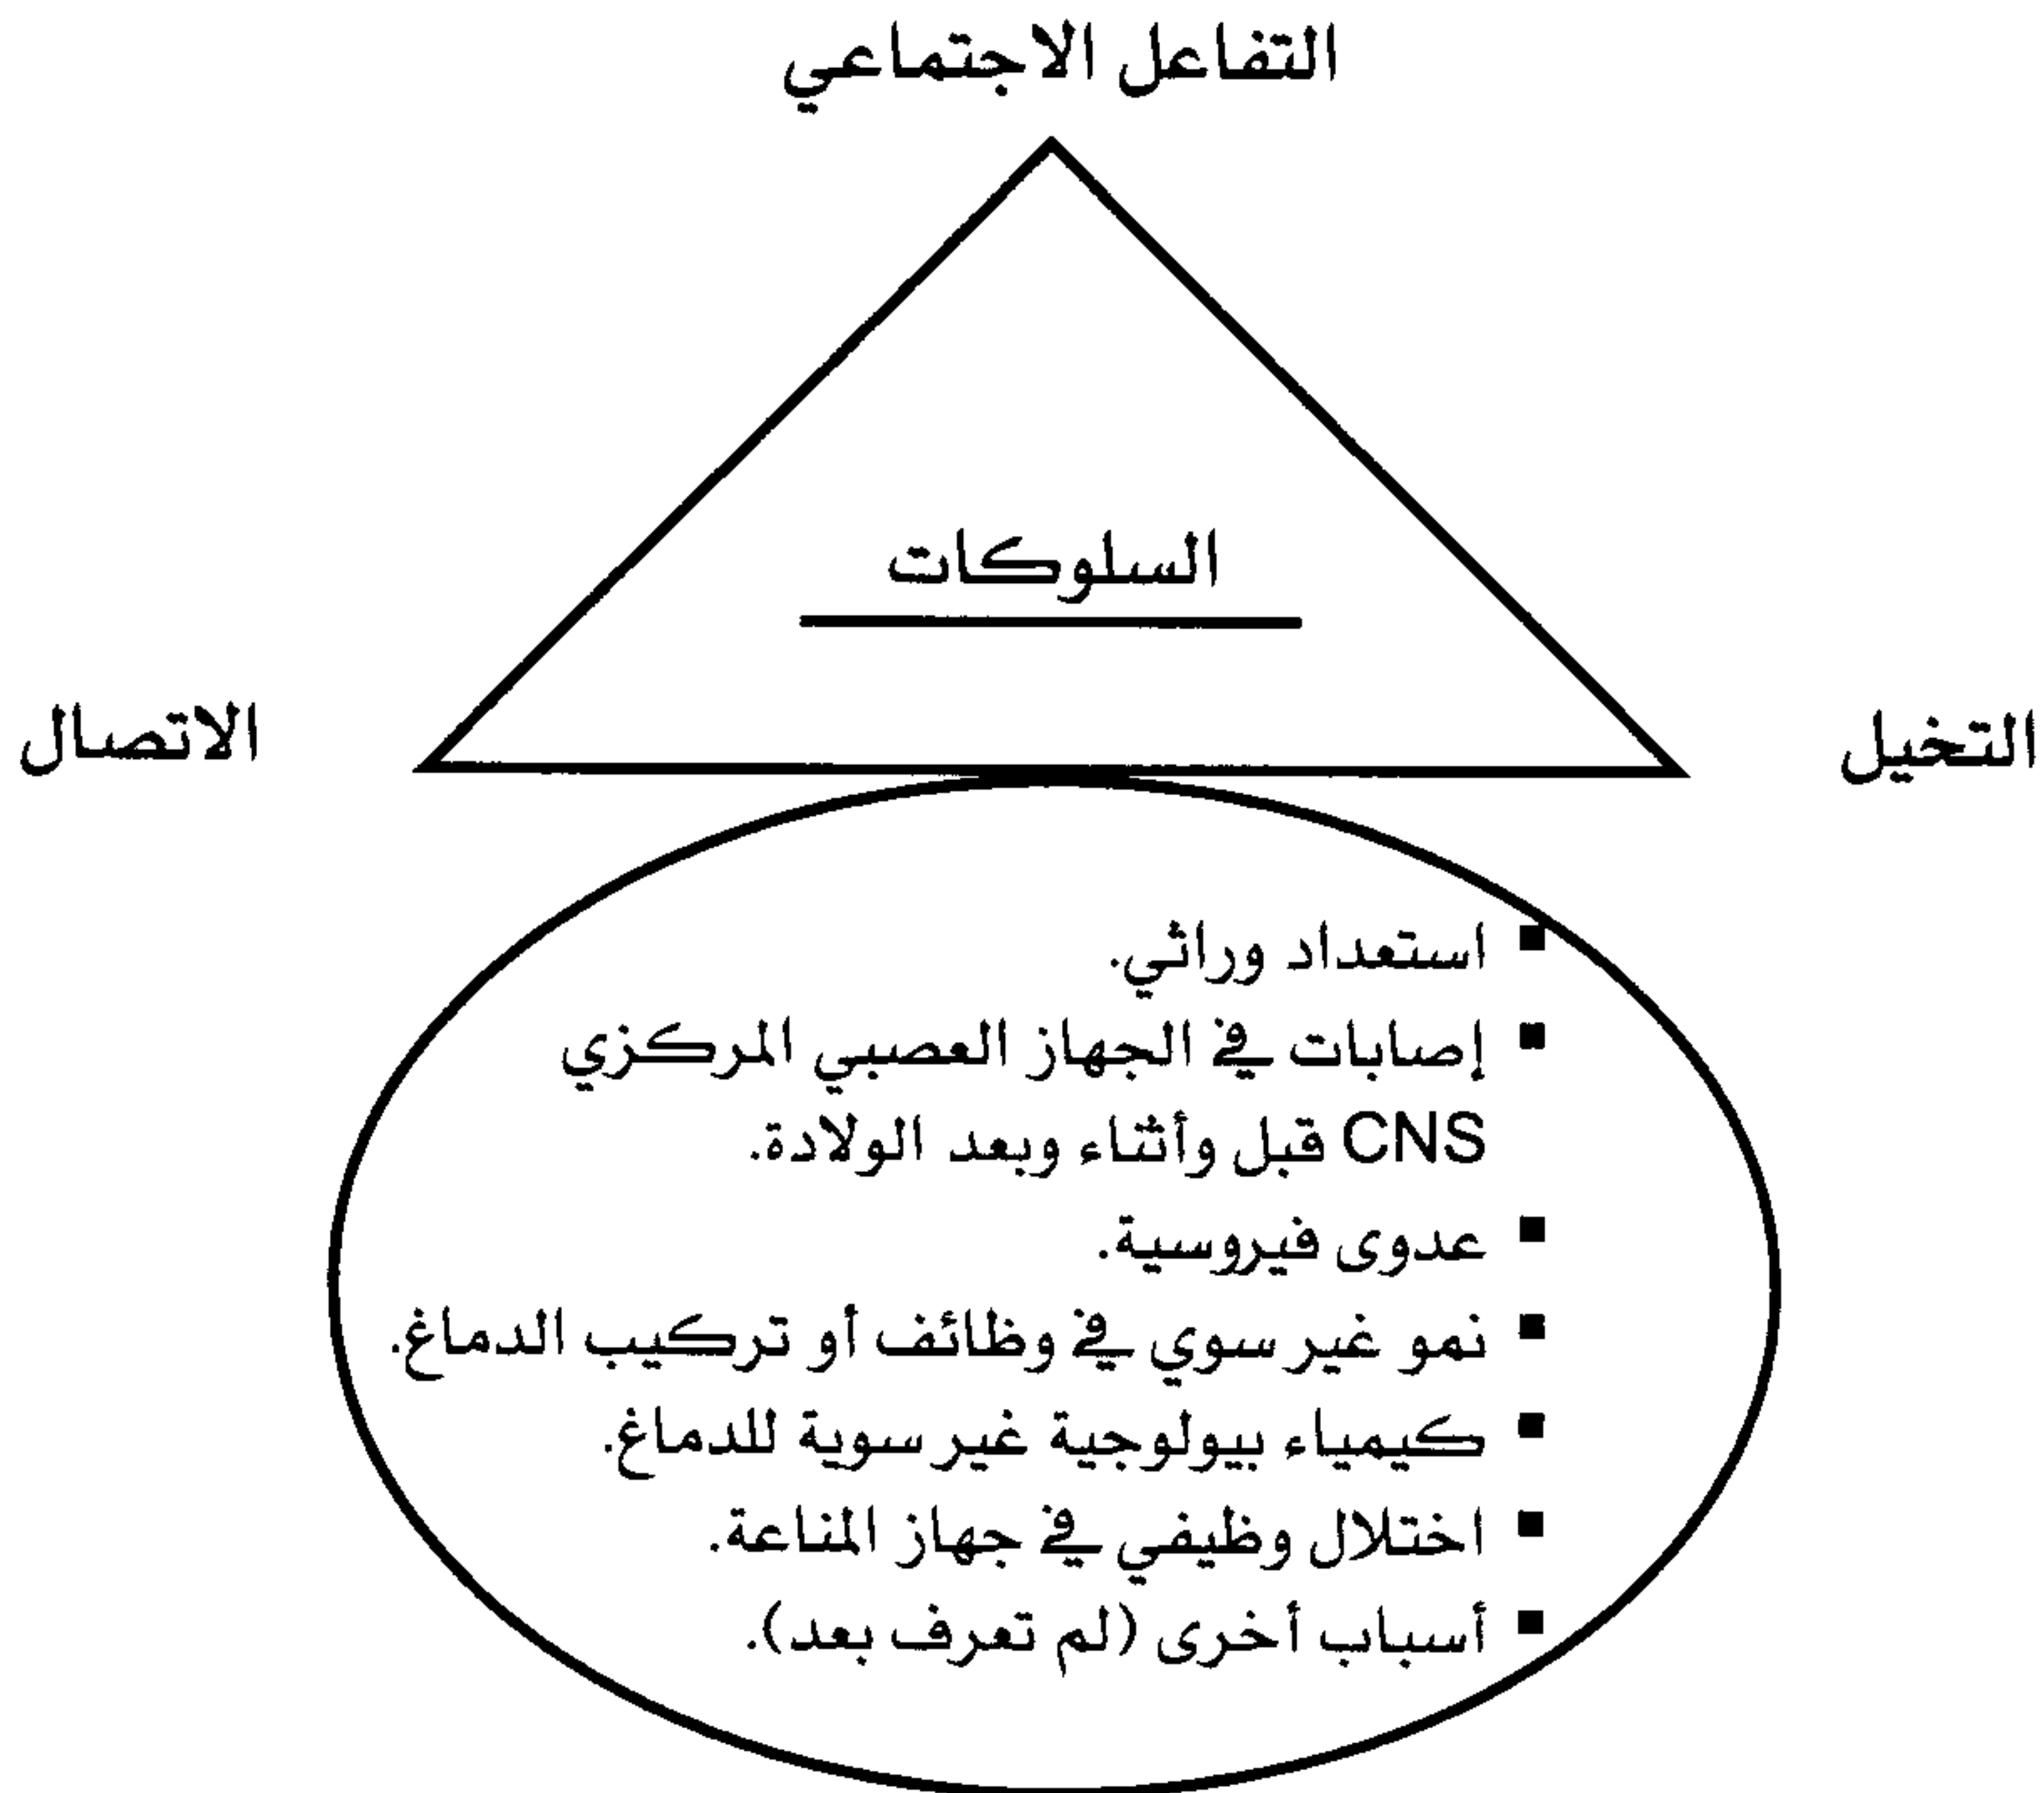 التفاعل الاجتماعي
السلوكات
التخيل
الاتصال
▪ استعداد وراثي.
▪ إصابات في الجهاز العصبي المركزي
CNS قبل وأثناء وبعد الولادة.
▪ عدوى فيروسية.
▪ نمو غير سوي في وظائف أو تركيب الدماغ.
▪ كيمياء بيولوجية غير سوية للدماغ.
▪ اختلال وظيفي في جهاز المناعة.
▪ أسباب أخرى (لم تعرف بعد).